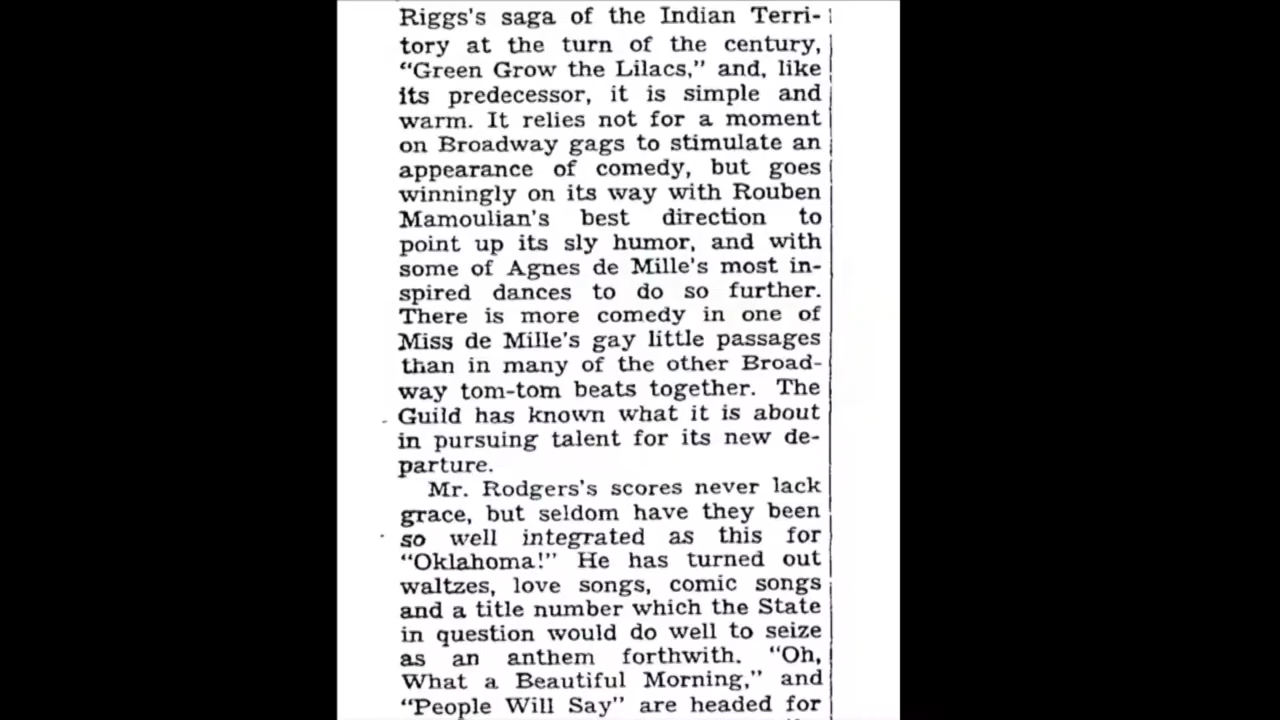 Riggs's saga of the Indian Terri-
tory at the turn of the century,
“Green Grow the Lilacs,” and, like
its predecessor, it is simple and
warm. It relies not for a moment
on Broadway gags to stimulate an
appearance of comedy, but goes
winningly on its way with Rouben
Mamoulian's best direction to
point up its sly humor, and with
some of Agnes de Mille's most in-
spired dances to do so further.
There is more comedy in one of
Miss de Mille's gay little passages
than in many of the other Broad-
way tom-tom beats together. The
Guild has known what it is about
in pursuing talent for its new de-
parture.
Mr. Rodgers's scores never lack
grace, but seldom have they been
so well integrated as this for
“Oklahoma!” He has turned out
waltzes, love songs, comic songs
and a title number which the State
in question would do well to seize
as an anthem forthwith. “Oh,
What a Beautiful Morning,” and
“People Will Say” are headed for